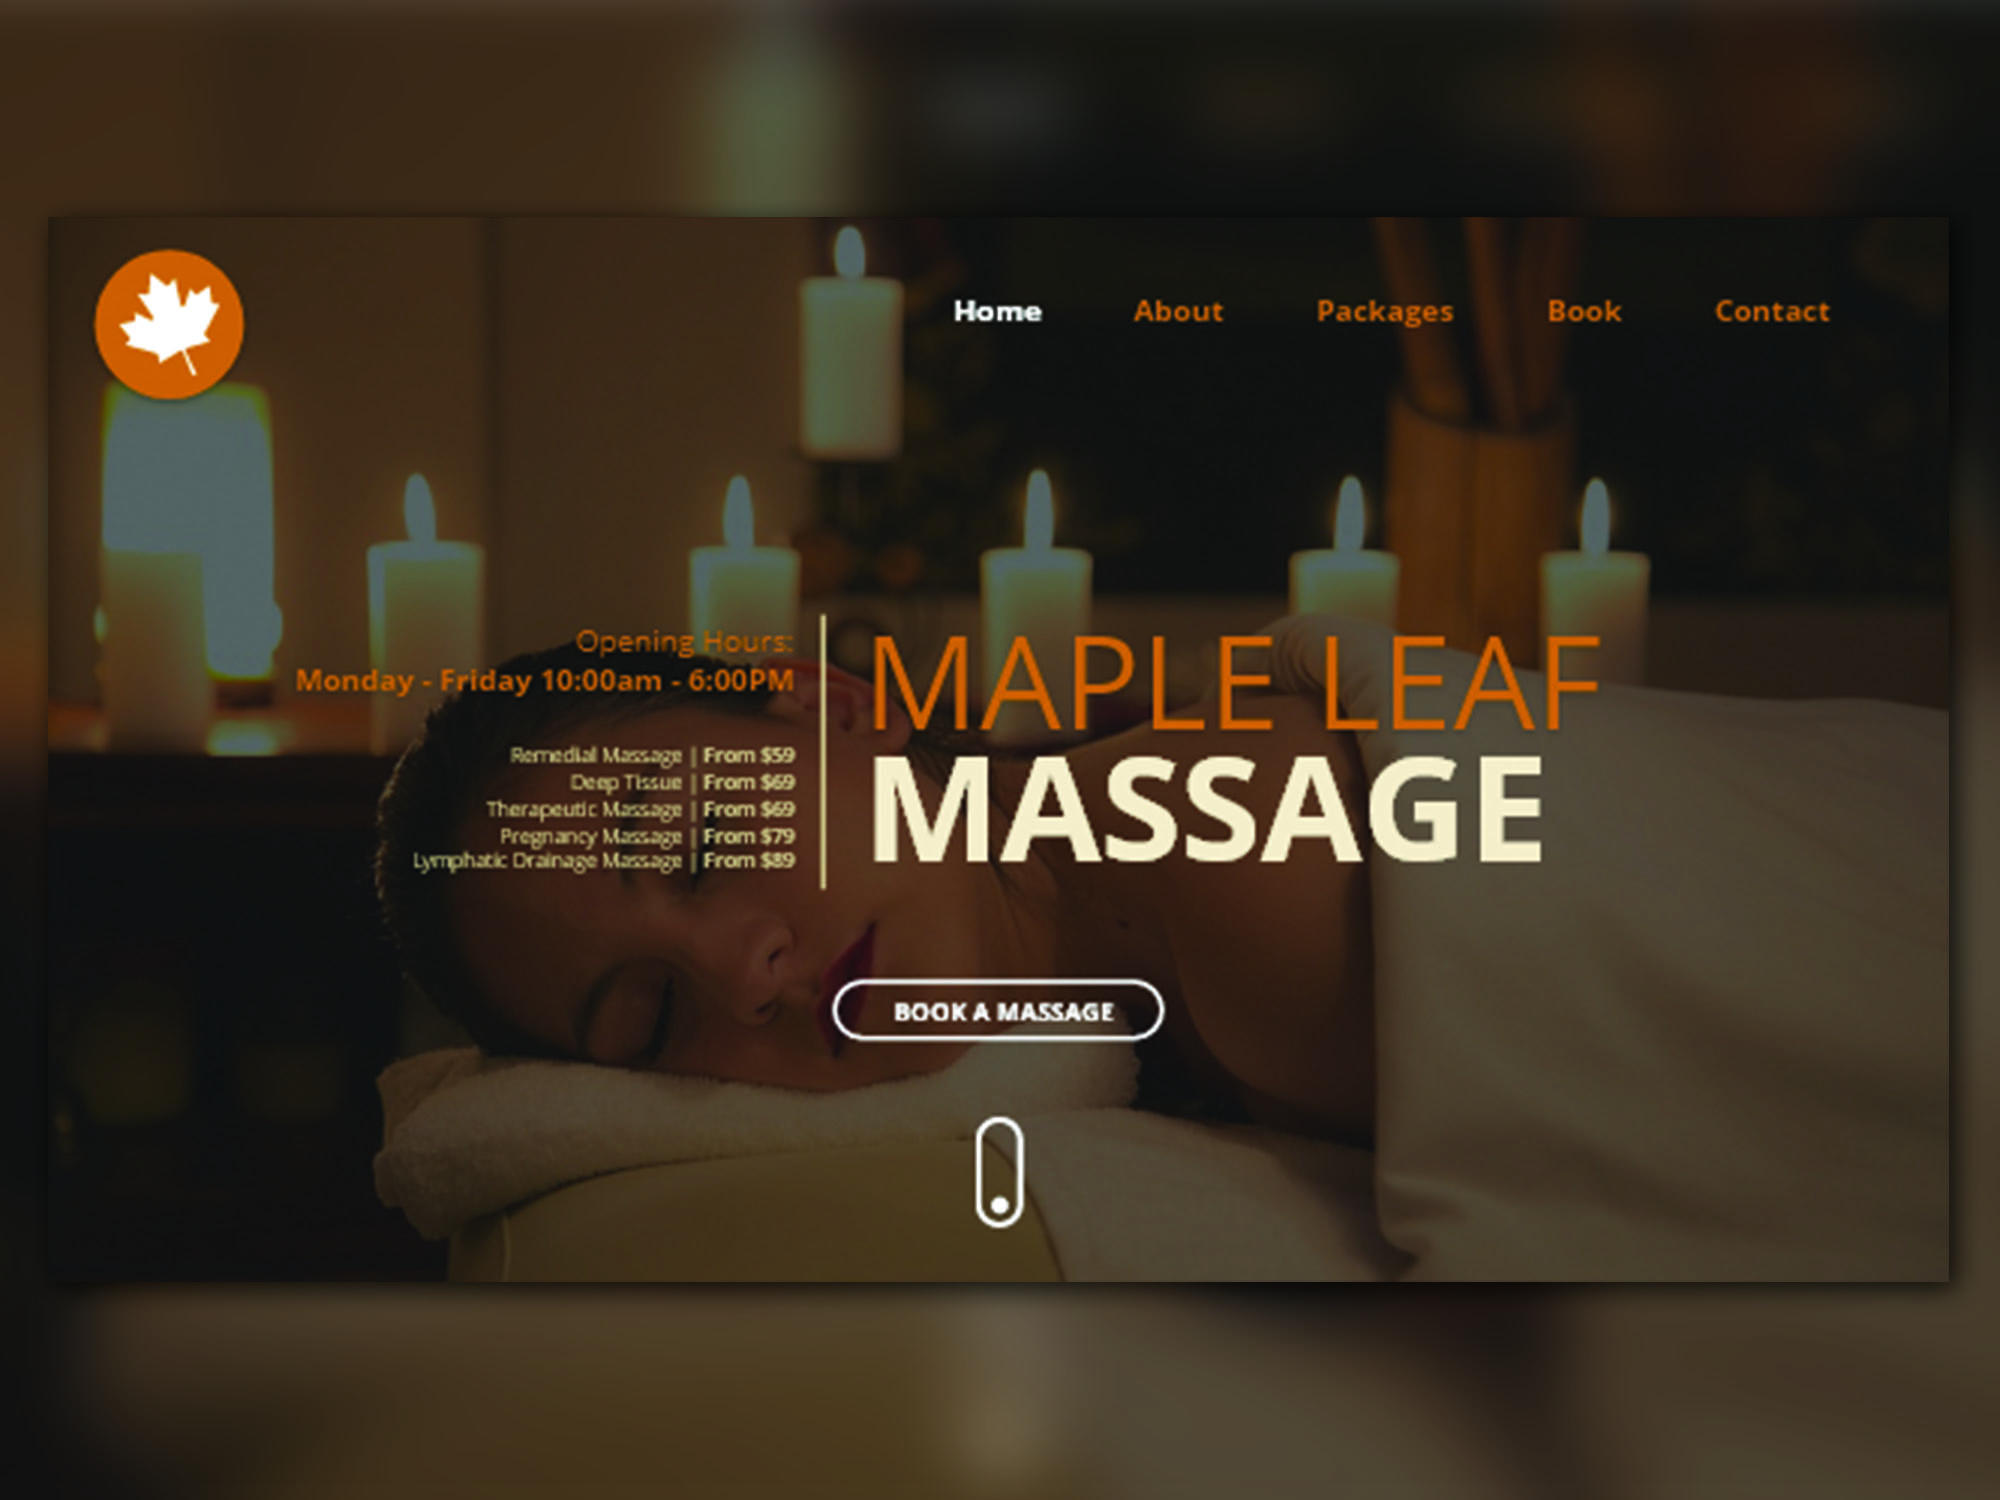 Home About Packages Book Contact
Opening Hours:
Monday - Friday 10:00am - 6:00PM
Remedial Massage | From $59
Deep Tissue | From $69
Therapeutic Massage | From $69
Pregnancy Massage | From $79
Lymphatic Drainage Massage | From $89
MAPLE LEAF
MASSAGE
BOOK A MASSAGE